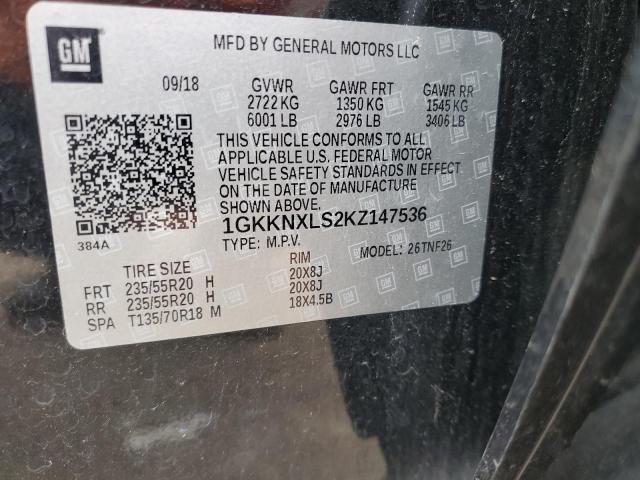 GM
MFD BY GENERAL MOTORS LLC
09/18 GVWR GAWR FRT GAWR RR
2722 KG 1350 KG 1545 KG
6001 LB 2976 LB 3406 LB
THIS VEHICLE CONFORMS TO ALL
APPLICABLE U.S. FEDERAL MOTOR
VEHICLE SAFETY STANDARDS IN EFFECT
ON THE DATE OF MANUFACTURE
SHOWN ABOVE.
1GKKNXLS2KZ147536
384A
TYPE: M.P.V. MODEL: 26TNF26
TIRE SIZE RIM
FRT 235/55R20 H 20X8J
RR 235/55R20 H 20X8J
SPA T135/70R18 M 18X4.5B